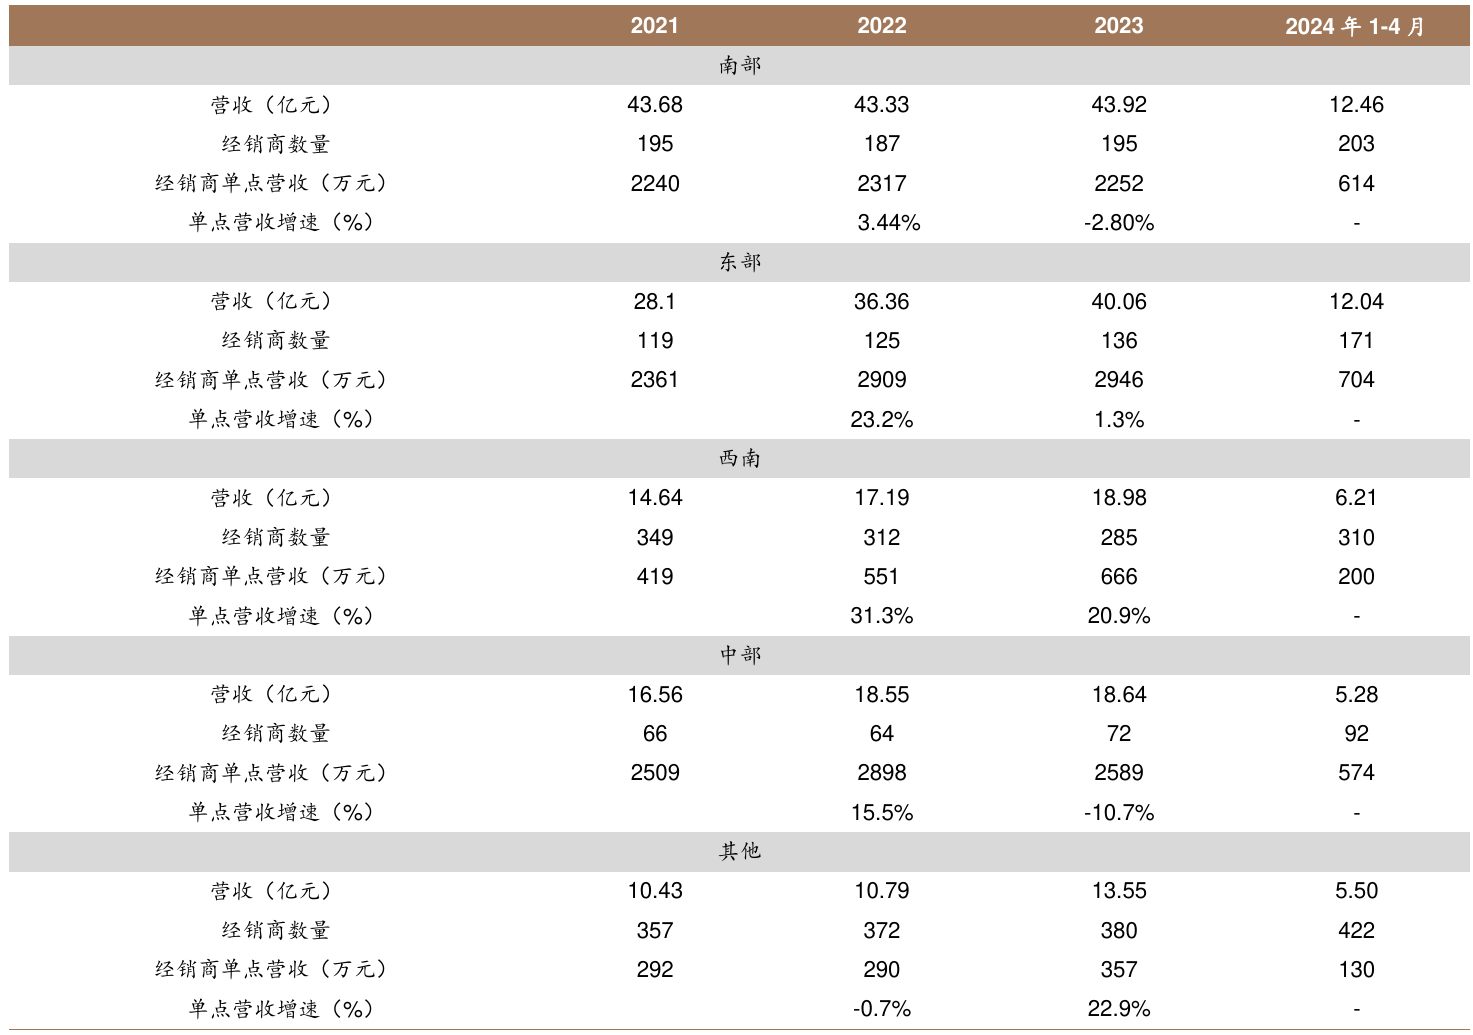 2021 2022 2023 2024 年 1-4 月
南部
营收（亿元） 43.68 43.33 43.92 12.46
经销商数量 195 187 195 203
经销商单点营收（万元） 2240 2317 2252 614
单点营收增速（%） 3.44% -2.80% -
东部
营收（亿元） 28.1 36.36 40.06 12.04
经销商数量 119 125 136 171
经销商单点营收（万元） 2361 2909 2946 704
单点营收增速（%） 23.2% 1.3% -
西南
营收（亿元） 14.64 17.19 18.98 6.21
经销商数量 349 312 285 310
经销商单点营收（万元） 419 551 666 200
单点营收增速（%） 31.3% 20.9% -
中部
营收（亿元） 16.56 18.55 18.64 5.28
经销商数量 66 64 72 92
经销商单点营收（万元） 2509 2898 2589 574
单点营收增速（%） 15.5% -10.7% -
其他
营收（亿元） 10.43 10.79 13.55 5.50
经销商数量 357 372 380 422
经销商单点营收（万元） 292 290 357 130
单点营收增速（%） -0.7% 22.9% -